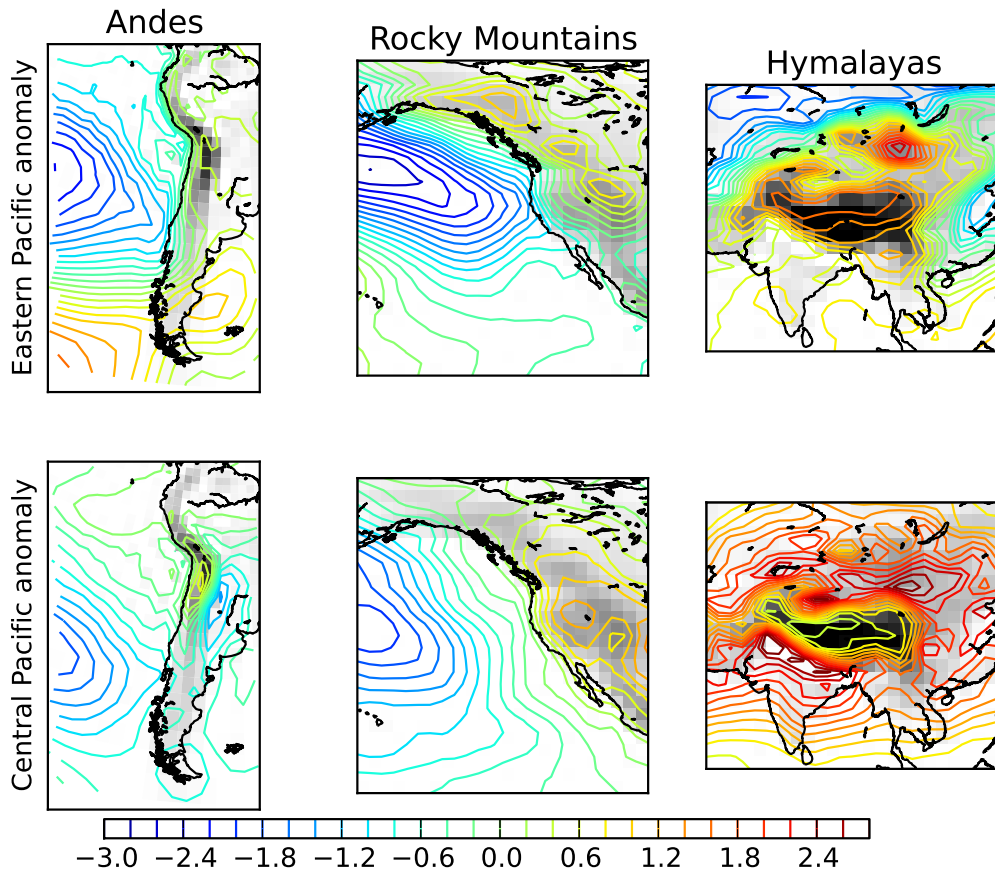 Andes
Rocky Mountains
Hymalayas
Eastern Pacific anomaly
Central Pacific anomaly
−3.0 −2.4 −1.8 −1.2 −0.6 0.0 0.6 1.2 1.8 2.4